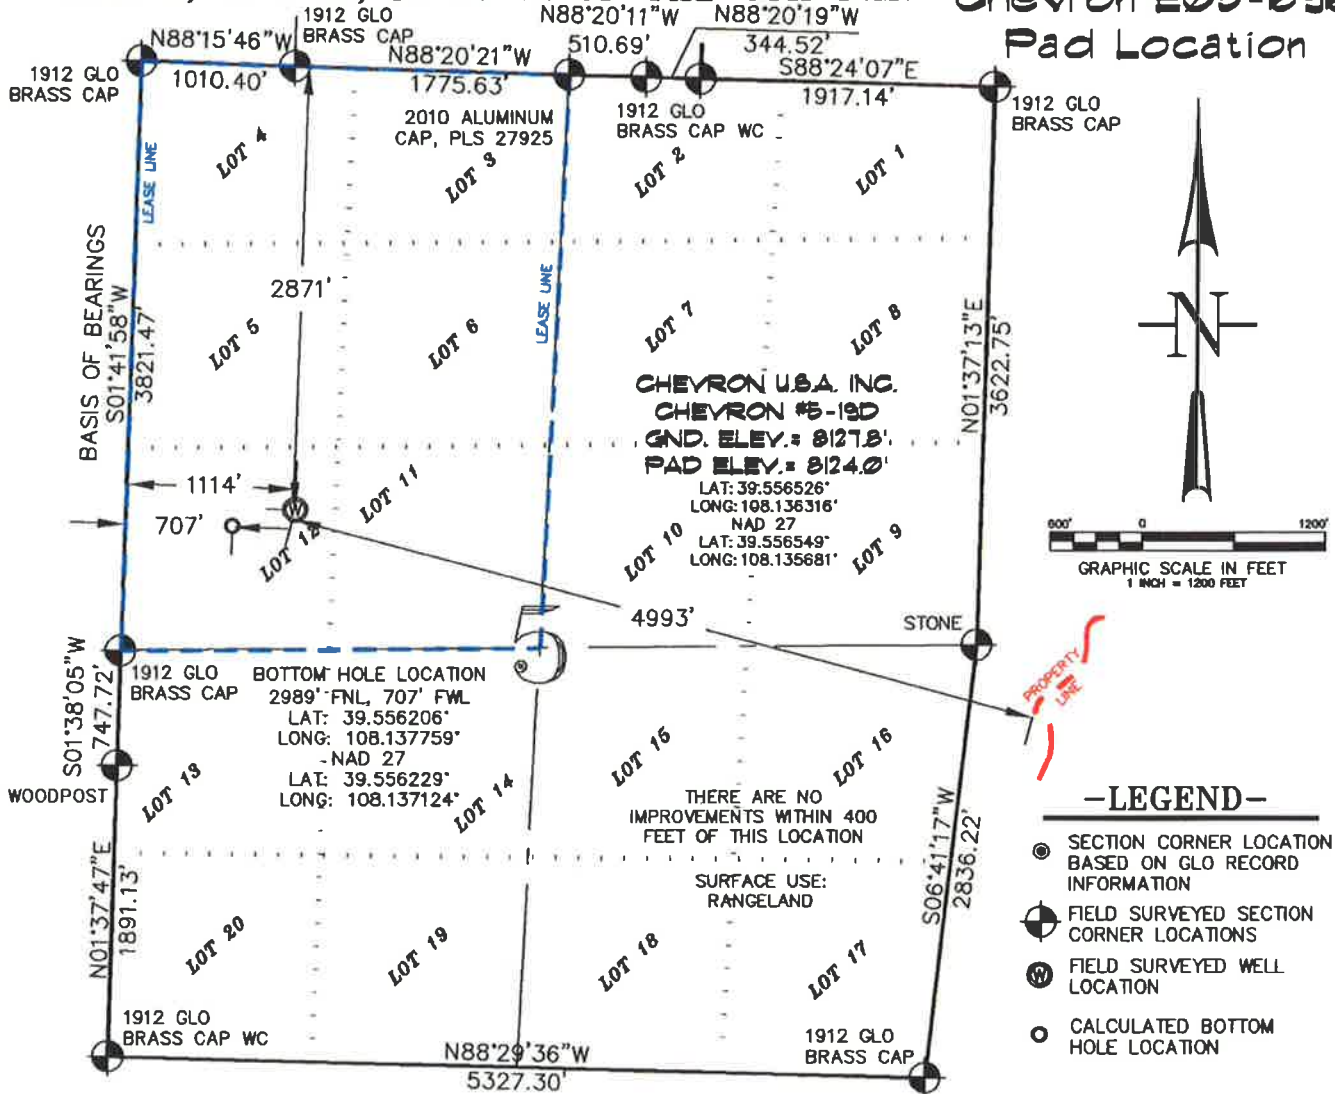 Pad Location
1912 GLO
BRASS CAP
N88°20'11"W
510.69'
N88°20'19"W
344.52'
N88°15'46"W
1010.40'
N88°20'21"W
1775.63'
S88°24'07"E
1917.14'
1912 GLO
BRASS CAP
2010 ALUMINUM
CAP, PLS 27925
1912 GLO
BRASS CAP WC
1912 GLO
BRASS CAP
LOT 4
LOT 3
LOT 2
LOT 1
LEASE LINE
BASIS OF BEARINGS
S01°41'58"W
3821.47'
2871'
LEASE LINE
LOT 5
LOT 6
LOT 7
LOT 8
N01°37'13"E
3622.75'
N
CHEVRON U.S.A. INC.
CHEVRON #5-19D
GND. ELEV.= 8127.8'
PAD ELEV.= 8124.0'
LAT: 39.556526°
LONG: 108.136316°
NAD 27
LAT: 39.556549°
LONG: 108.135681°
1114'
707'
W
LOT 12
LOT 11
LOT 10
LOT 9
600'
0
1200'
GRAPHIC SCALE IN FEET
1 INCH = 1200 FEET
4993'
STONE
5
PROPERTY
LINE
1912 GLO
BRASS CAP
S01°38'05"W
747.72'
BOTTOM HOLE LOCATION
2989' FNL, 707' FWL
LAT: 39.556206°
LONG: 108.137759°
NAD 27
LAT: 39.556229°
LONG: 108.137124°
WOODPOST
LOT 13
LOT 14
LOT 15
LOT 16
THERE ARE NO
IMPROVEMENTS WITHIN 400
FEET OF THIS LOCATION
SURFACE USE:
RANGELAND
S06°41'17"W
2836.22'
N01°37'47"E
1891.13'
LOT 20
LOT 19
LOT 18
LOT 17
1912 GLO
BRASS CAP WC
N88°29'36"W
5327.30'
1912 GLO
BRASS CAP
-LEGEND-
SECTION CORNER LOCATION
BASED ON GLO RECORD
INFORMATION
FIELD SURVEYED SECTION
CORNER LOCATIONS
W
FIELD SURVEYED WELL
LOCATION
CALCULATED BOTTOM
HOLE LOCATION